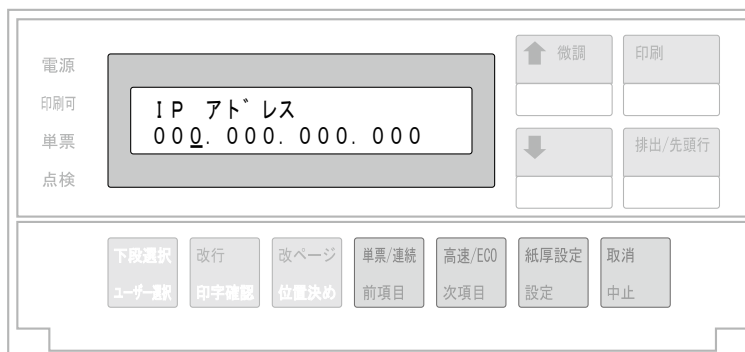 電源
印刷可
単票
点検
IP アドレス
000.000.000.000
微調
印刷
排出/先頭行
下段選択
ユーザー選択
改行
印字確認
改ページ
位置決め
単票/連続
前項目
高速/ECO
次項目
紙厚設定
設定
取消
中止